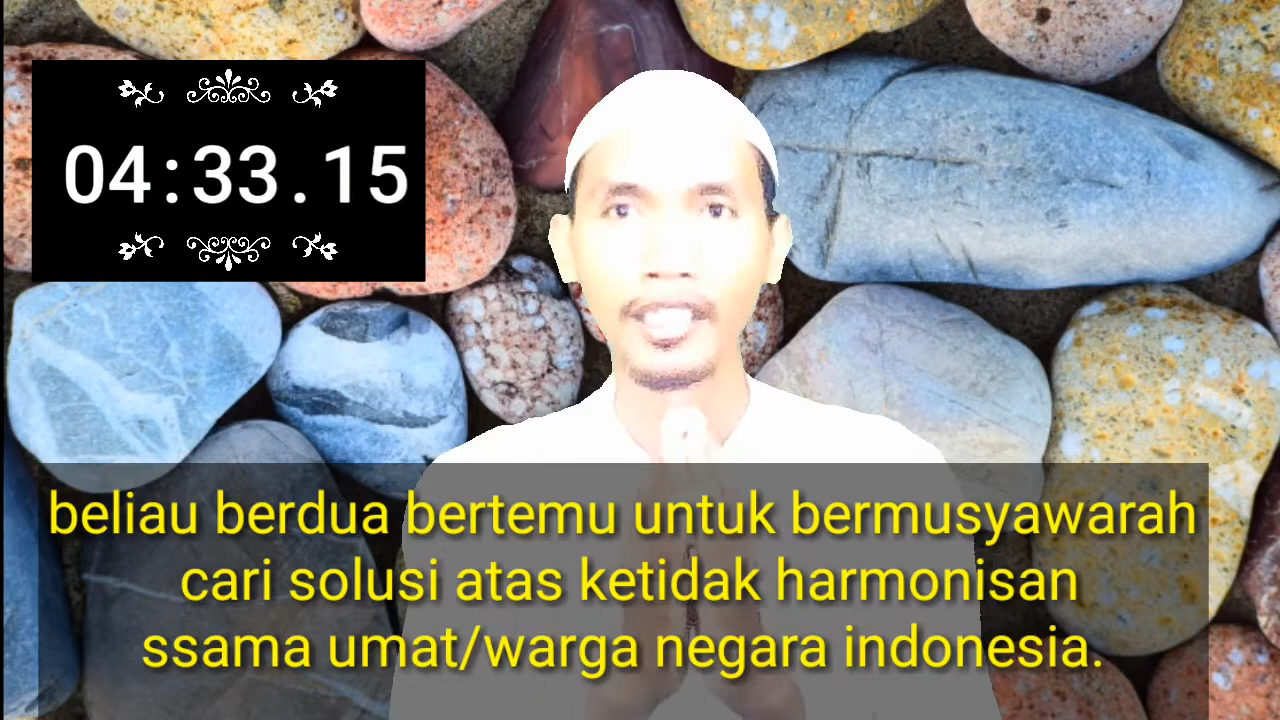 04:33.15
beliau berdua bertemu untuk bermusyawarah
cari solusi atas ketidak harmonisan
ssama umat/warga negara indonesia.